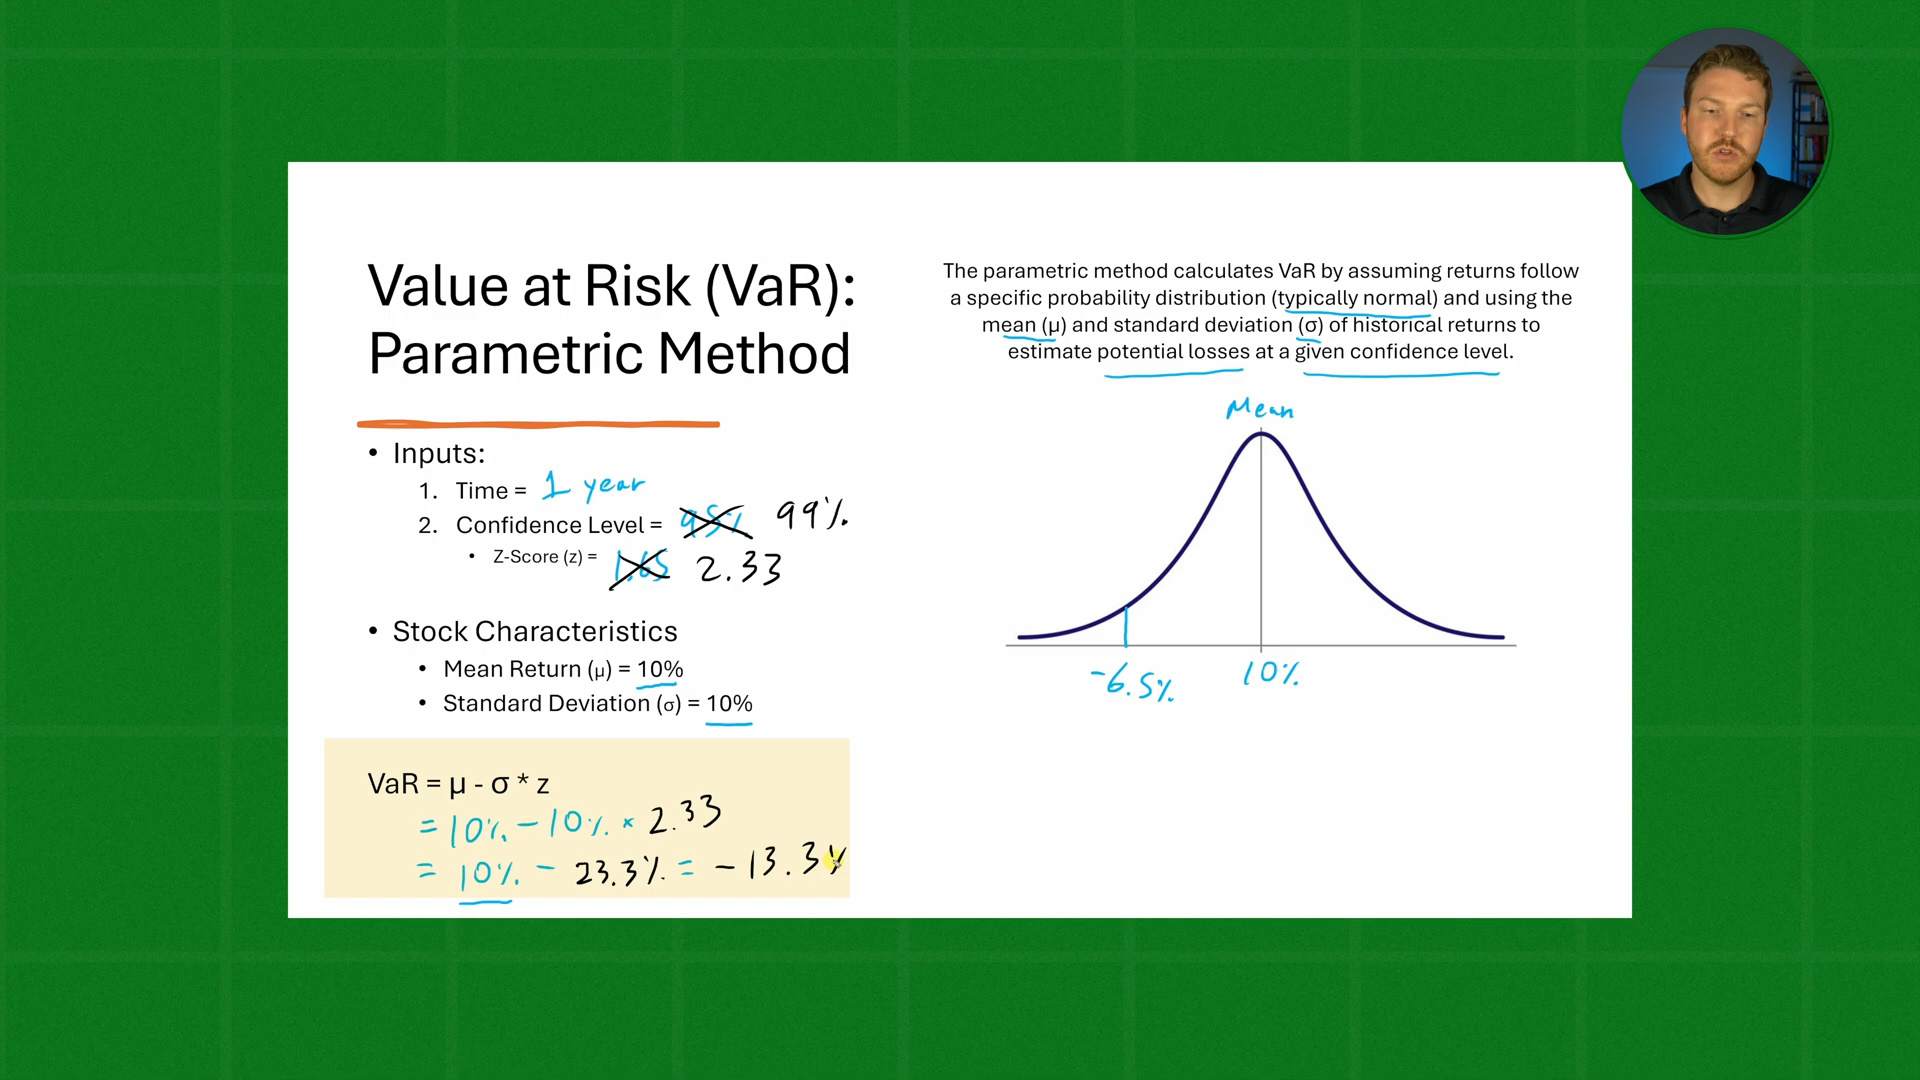 Value at Risk (VaR):
Parametric Method
• Inputs:
1. Time = 1 year
2. Confidence Level = 95% 99%
• Z-Score (z) = 1.65 2.33
• Stock Characteristics
• Mean Return (μ) = 10%
• Standard Deviation (σ) = 10%
VaR = μ - σ * z
= 10% - 10% * 2.33
= 10% - 23.3% = -13.3%
The parametric method calculates VaR by assuming returns follow
a specific probability distribution (typically normal) and using the
mean (μ) and standard deviation (σ) of historical returns to
estimate potential losses at a given confidence level.
Mean
-6.5% 10%